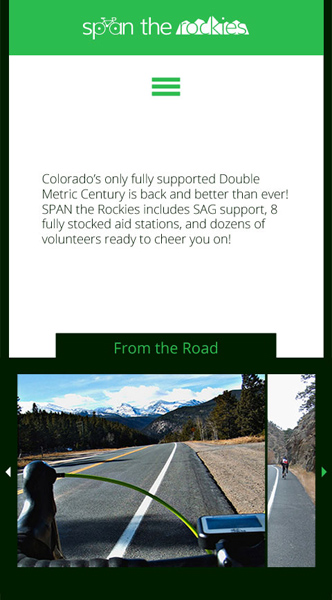 span the rockies
Colorado's only fully supported Double
Metric Century is back and better than ever!
SPAN the Rockies includes SAG support, 8
fully stocked aid stations, and dozens of
volunteers ready to cheer you on!
From the Road